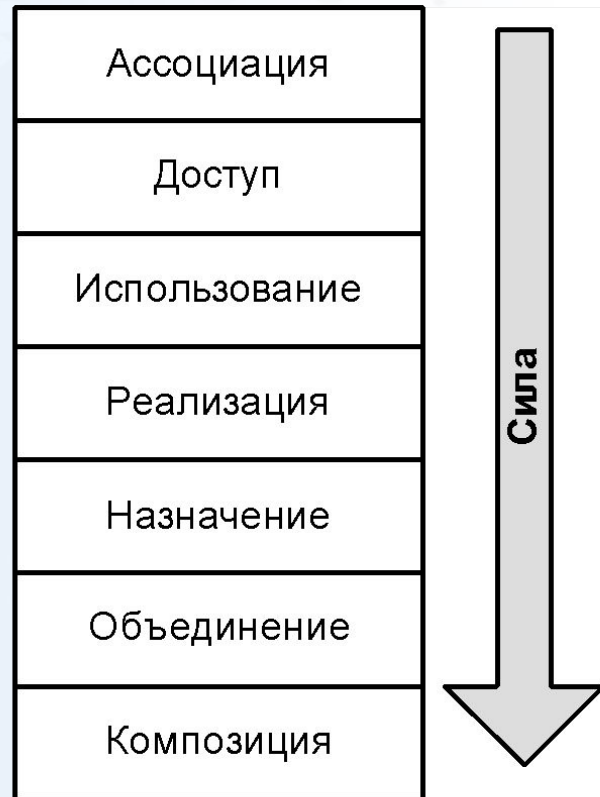 Ассоциация
Доступ
Использование
Реализация
Назначение
Объединение
Композиция
Сила